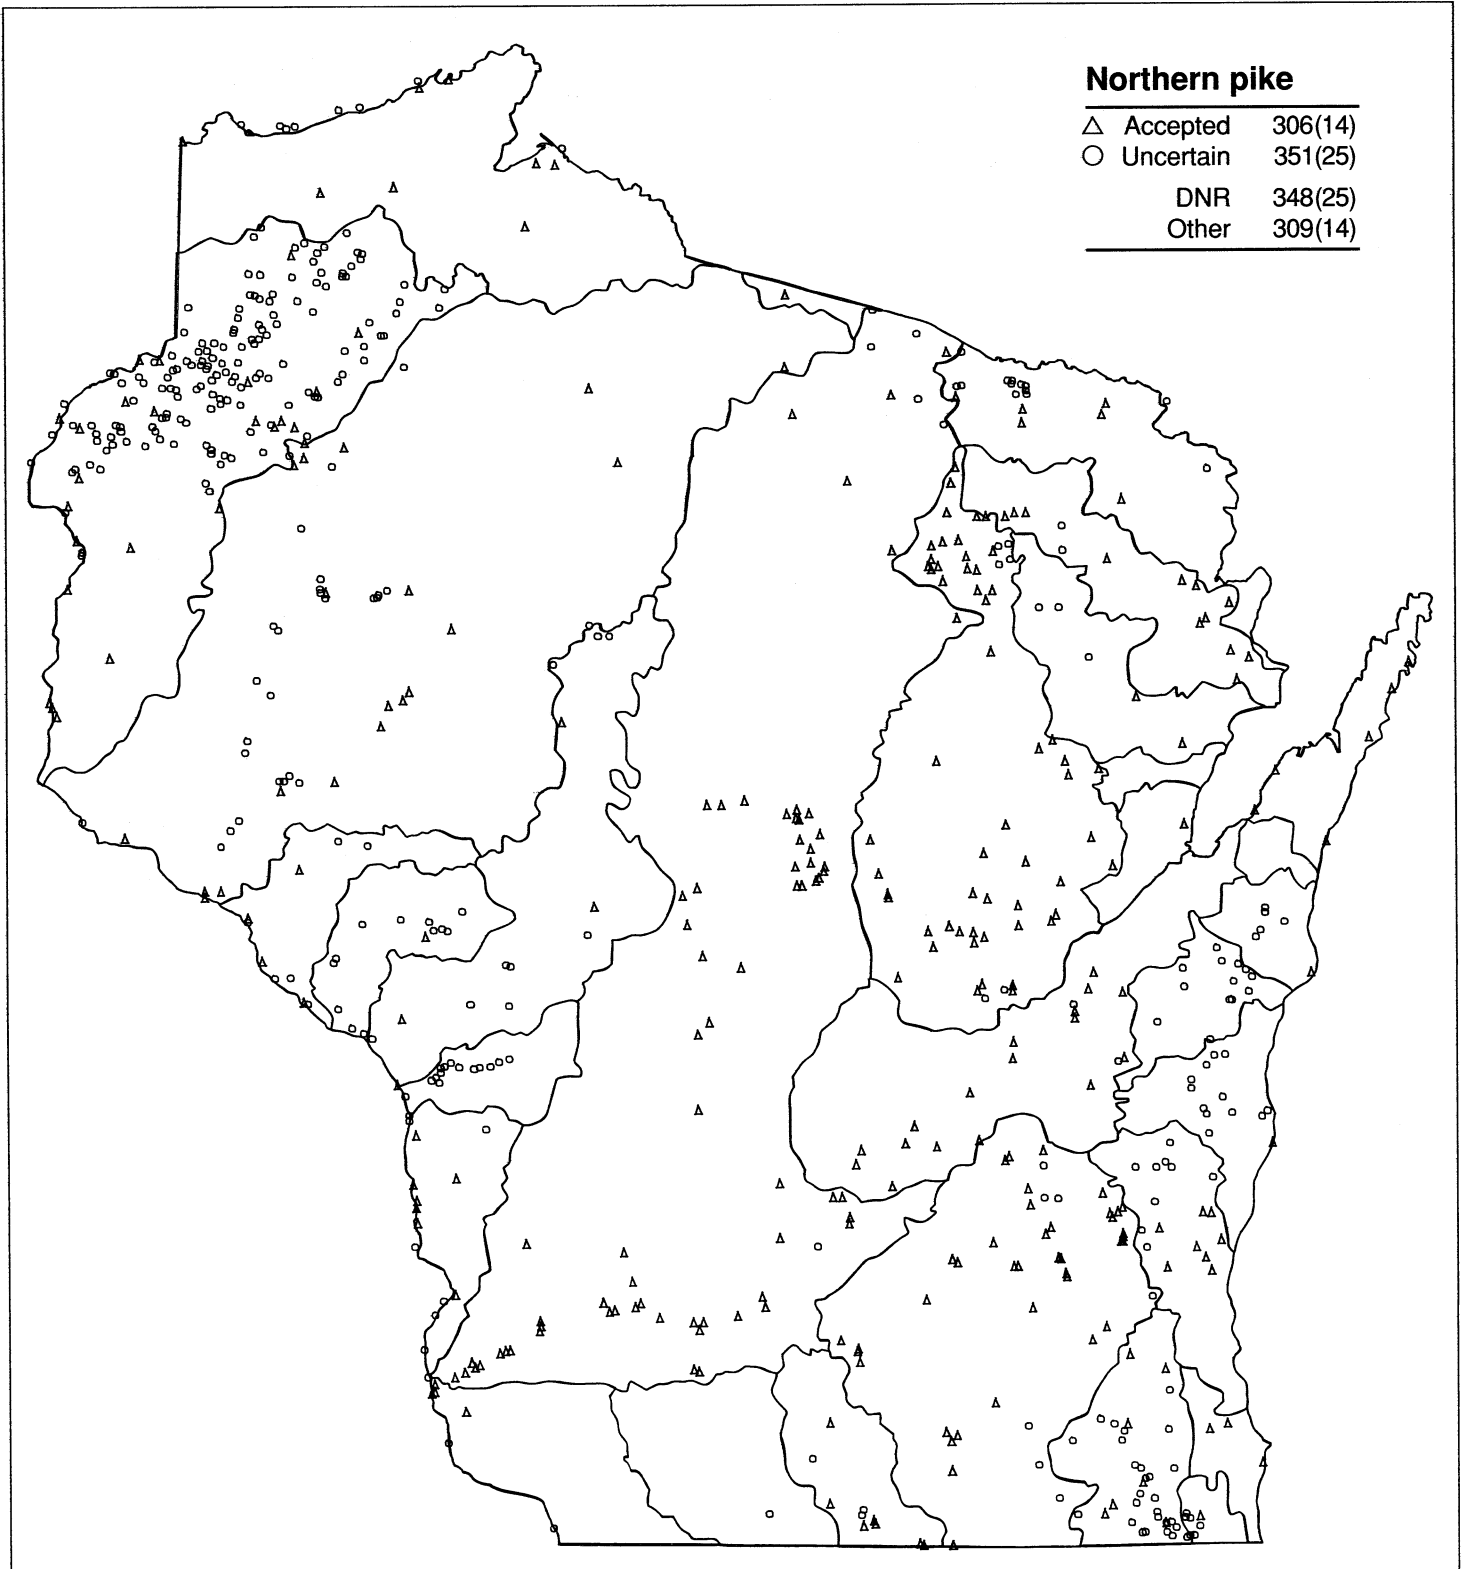 Northern pike
△ Accepted 306(14)
○ Uncertain 351(25)
DNR 348(25)
Other 309(14)